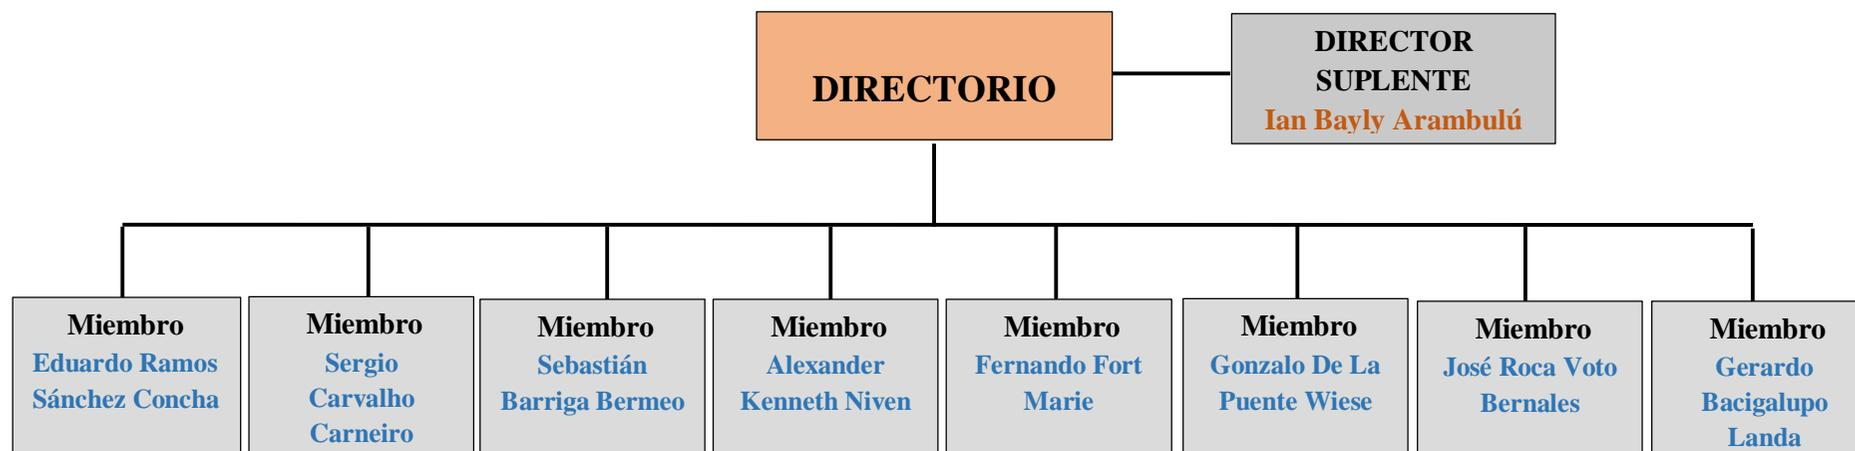 DIRECTORIO
DIRECTOR
SUPLENTE
Ian Bayly Arambulú
Miembro
Eduardo Ramos
Sánchez Concha
Miembro
Sergio
Carvalho
Carneiro
Miembro
Sebastián
Barriga Bermeo
Miembro
Alexander
Kenneth Niven
Miembro
Fernando Fort
Marie
Miembro
Gonzalo De La
Puente Wiese
Miembro
José Roca Voto
Bernales
Miembro
Gerardo
Bacigalupo
Landa